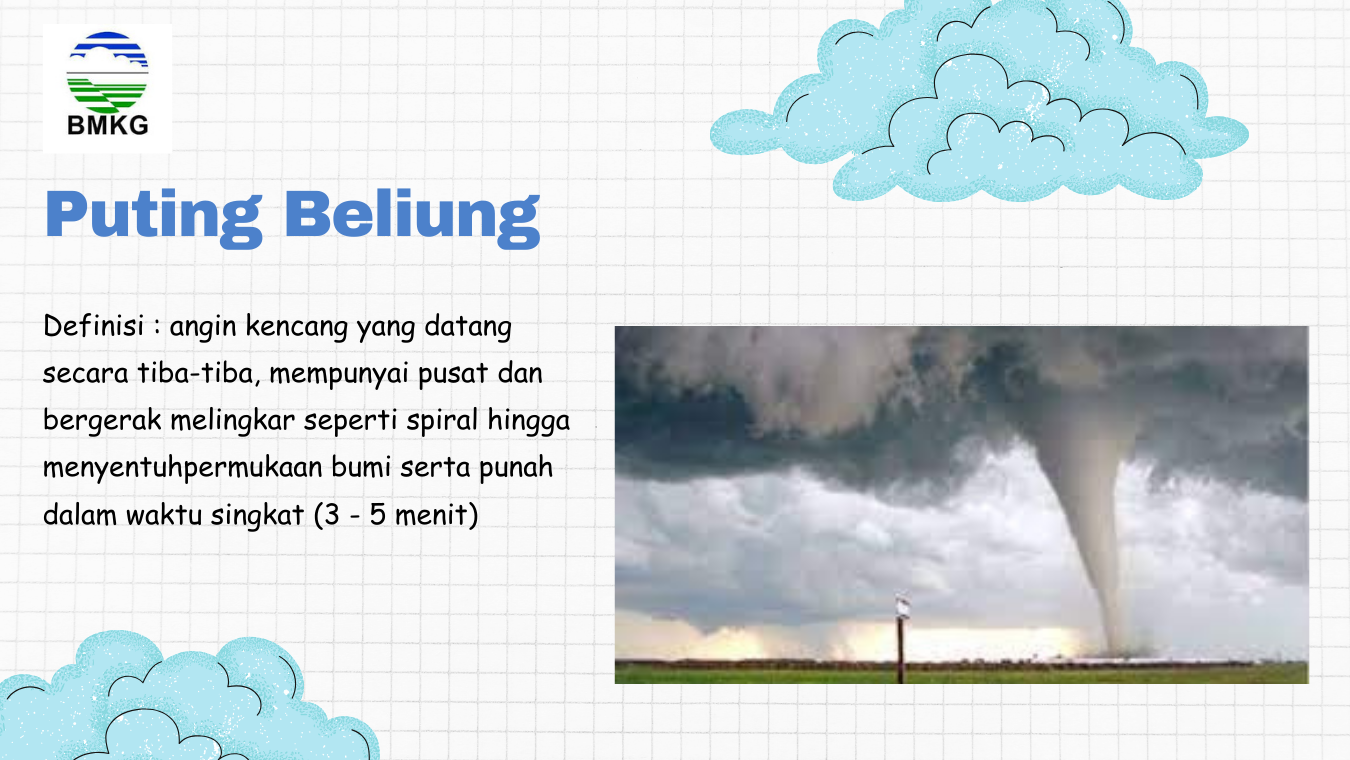 BMKG
Puting Beliung
Definisi : angin kencang yang datang
secara tiba-tiba, mempunyai pusat dan
bergerak melingkar seperti spiral hingga
menyentuhpermukaan bumi serta punah
dalam waktu singkat (3 - 5 menit)